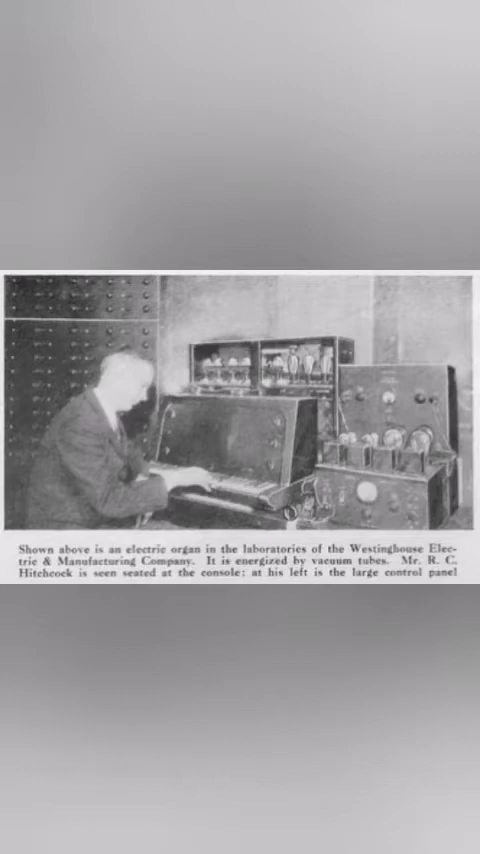 Shown above is an electric organ in the laboratories of the Westinghouse Elec-
tric & Manufacturing Company. It is energized by vacuum tubes. Mr. R. C.
Hitchcock is seen seated at the console; at his left is the large control panel